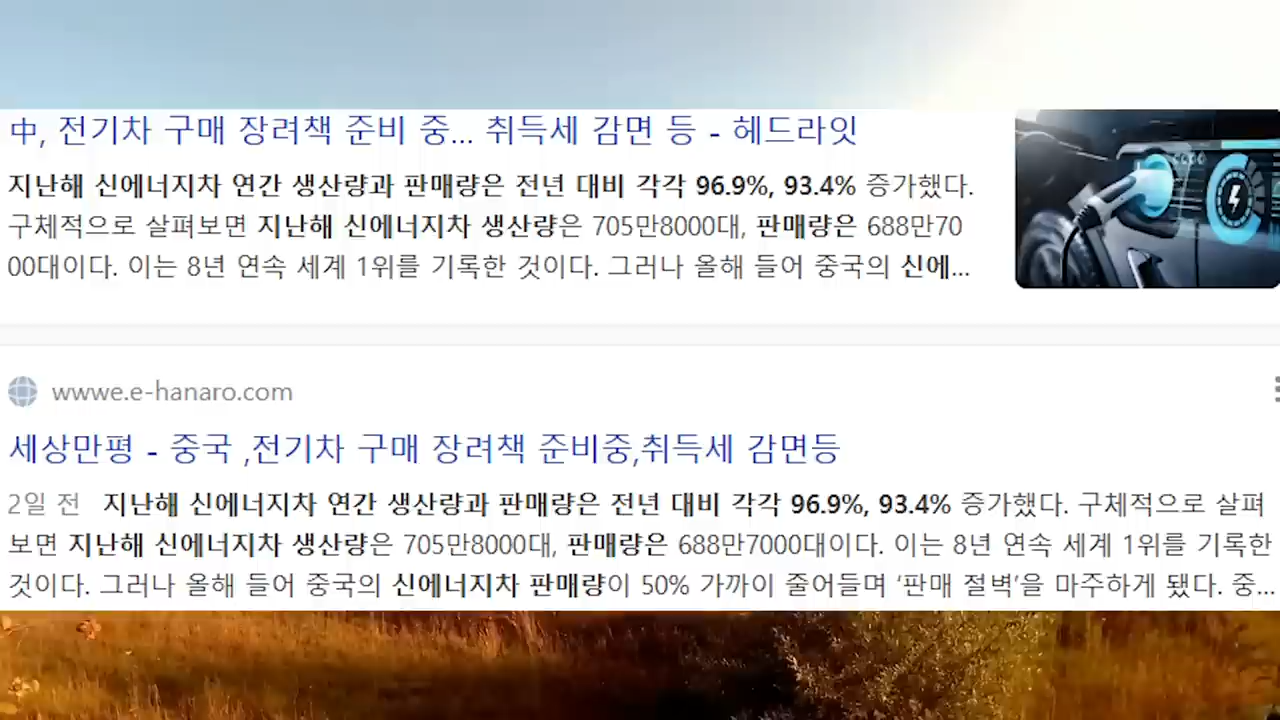 中, 전기차 구매 장려책 준비 중... 취득세 감면 등 - 헤드라잇
지난해 신에너지차 연간 생산량과 판매량은 전년 대비 각각 96.9%, 93.4% 증가했다.
구체적으로 살펴보면 지난해 신에너지차 생산량은 705만8000대, 판매량은 688만70
00대이다. 이는 8년 연속 세계 1위를 기록한 것이다. 그러나 올해 들어 중국의 신에...
wwwe.e-hanaro.com
세상만평 - 중국 ,전기차 구매 장려책 준비중,취득세 감면등
2일 전 지난해 신에너지차 연간 생산량과 판매량은 전년 대비 각각 96.9%, 93.4% 증가했다. 구체적으로 살펴
보면 지난해 신에너지차 생산량은 705만8000대, 판매량은 688만7000대이다. 이는 8년 연속 세계 1위를 기록한
것이다. 그러나 올해 들어 중국의 신에너지차 판매량이 50% 가까이 줄어들며 ‘판매 절벽’을 마주하게 됐다. 중...